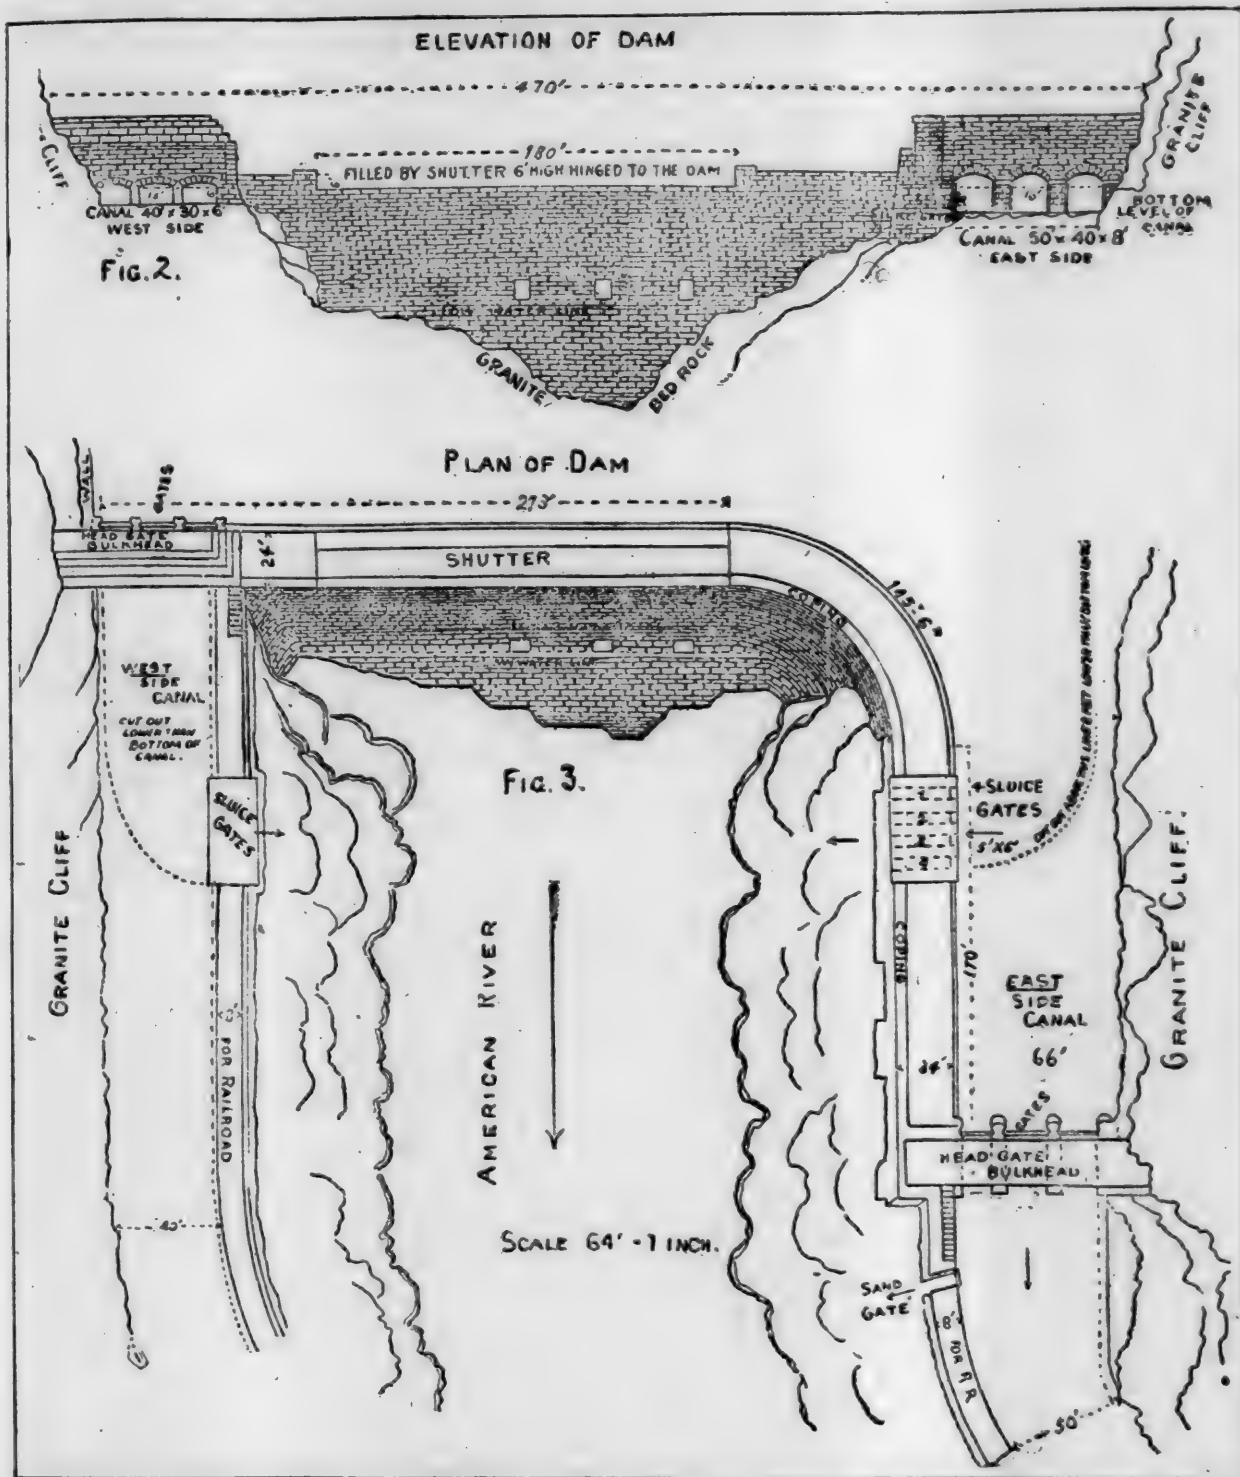 ELEVATION OF DAM
470'
180'
FILLED BY SHUTTER 6' HIGH HINGED TO THE DAM
CLIFF
GRANITE
CLIFF
10'
10'
CANAL 40' x 30 x 6'
WEST SIDE
BOTTOM
LEVEL OF
CANAL
CANAL 50' x 40 x 8'
EAST SIDE
FIG. 2.
LOW WATER LINE
GRANITE
BED ROCK
PLAN OF DAM
273'
WALL
GATES
HEAD GATE
BULKHEAD
24'
SHUTTER
COPING
145'-6"
WATER LINE
WEST
SIDE
CANAL
CUT OUT
LOWER THAN
BOTTOM OF
CANAL.
FIG. 3.
SLUICE
GATES
4 SLUICE
GATES
5' X 6'
GRANITE CLIFF
AMERICAN RIVER
COPING
170'
EAST
SIDE
CANAL
66'
GRANITE CLIFF.
24'
GATES
HEAD GATE
BULKHEAD
FOR RAILROAD
40'
SCALE 64' - 1 INCH.
SAND
GATE
8'
FOR R R
50'